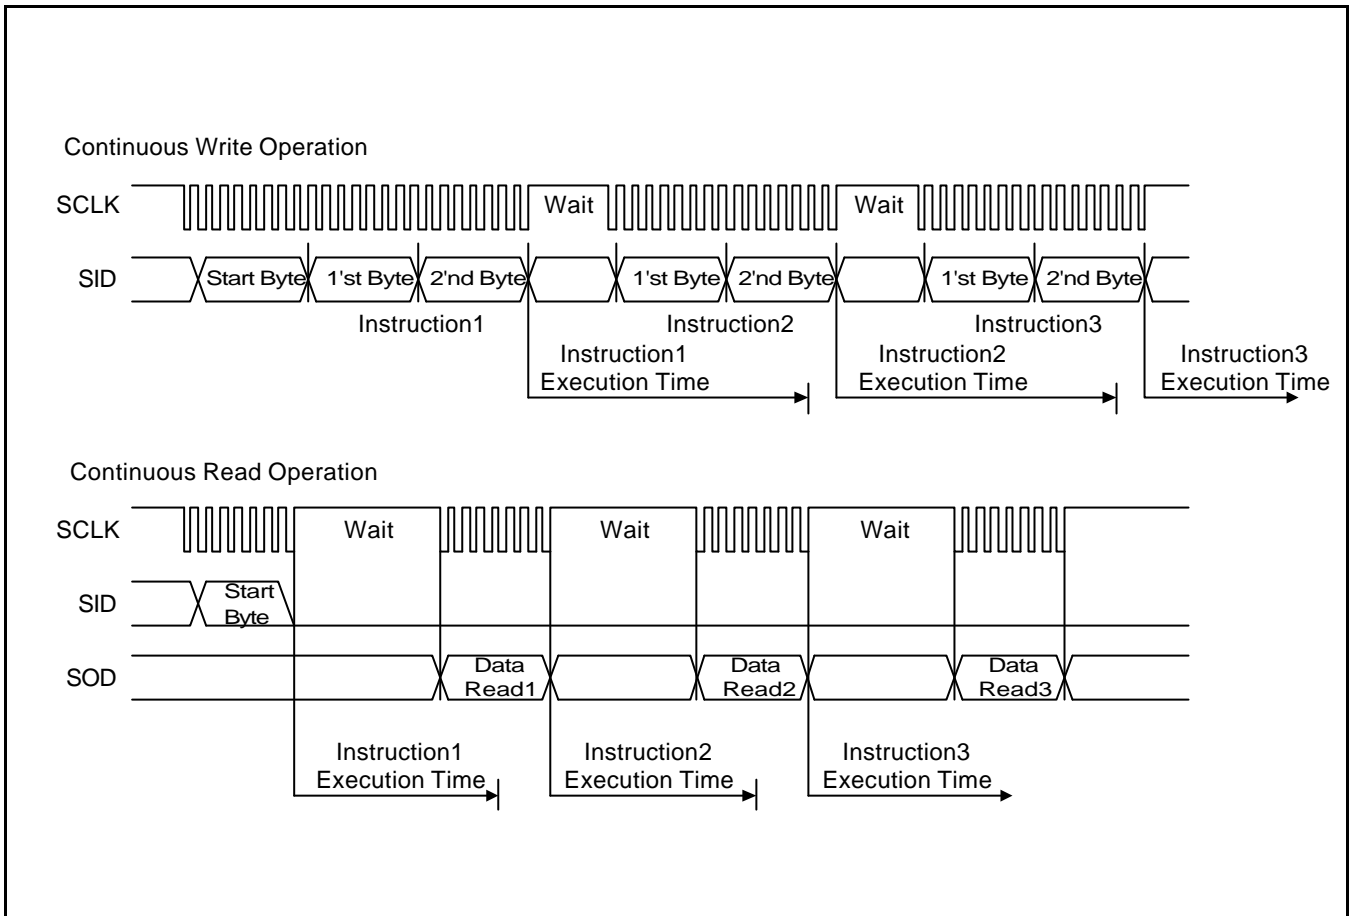 Continuous Write Operation
SCLK Wait Wait
SID Start Byte 1'st Byte 2'nd Byte 1'st Byte 2'nd Byte 1'st Byte 2'nd Byte
Instruction1 Instruction2 Instruction3
Instruction1 Instruction2 Instruction3
Execution Time Execution Time Execution Time
Continuous Read Operation
SCLK Wait Wait Wait
SID Start
Byte
SOD Data Data Data
Read1 Read2 Read3
Instruction1 Instruction2 Instruction3
Execution Time Execution Time Execution Time